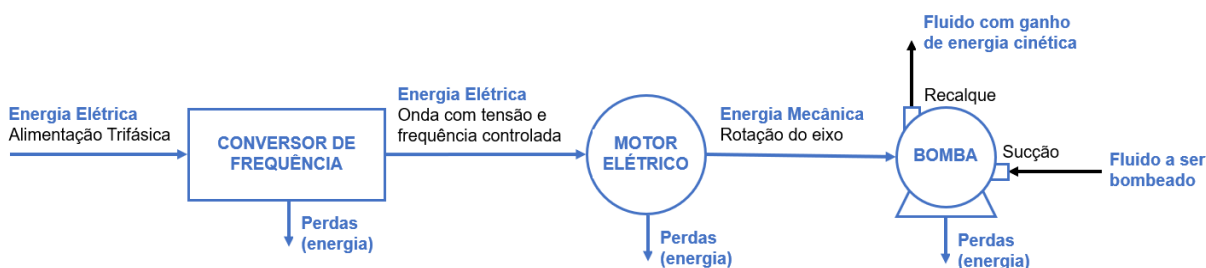 Energia Elétrica
Alimentação Trifásica
CONVERSOR DE
FREQUÊNCIA
Perdas
(energia)
Energia Elétrica
Onda com tensão e
frequência controlada
MOTOR
ELÉTRICO
Perdas
(energia)
Energia Mecânica
Rotação do eixo
Fluido com ganho
de energia cinética
Recalque
BOMBA
Sucção
Fluido a ser
bombeado
Perdas
(energia)